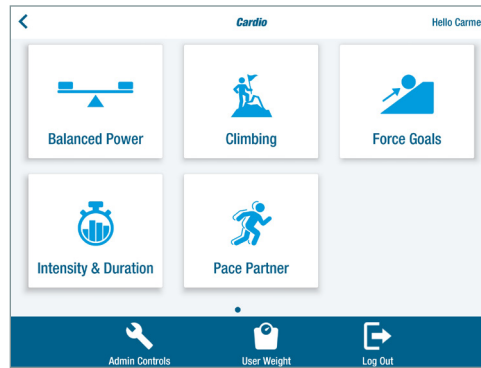 Cardio
Hello Carme
Balanced Power
Climbing
Force Goals
Intensity & Duration
Pace Partner
Admin Controls
User Weight
Log Out